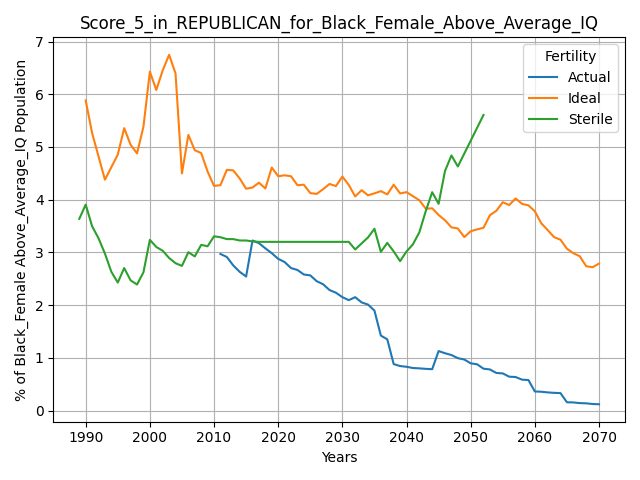 Score_5_in_REPUBLICAN_for_Black_Female_Above_Average_IQ
% of Black_Female Above_Average_IQ Population
7
6
5
4
3
2
1
0
Fertility
Actual
Ideal
Sterile
1990 2000 2010 2020 2030 2040 2050 2060 2070
Years